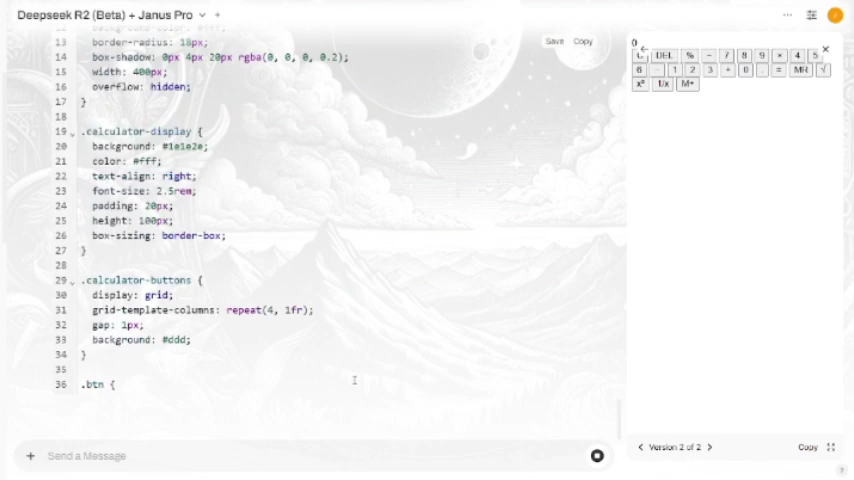 Deepseek R2 (Beta) + Janus Pro
Save Copy
13 border-radius: 18px;
14 box-shadow: 0px 4px 20px rgba(0, 0, 0, 0.2);
15 width: 400px;
16 overflow: hidden;
17 }
18
19 .calculator-display {
20 background: #1e1e2e;
21 color: #fff;
22 text-align: right;
23 font-size: 2.5rem;
24 padding: 20px;
25 height: 100px;
26 box-sizing: border-box;
27 }
28
29 .calculator-buttons {
30 display: grid;
31 grid-template-columns: repeat(4, 1fr);
32 gap: 1px;
33 background: #ddd;
34 }
35
36 .btn {
+ Send a Message
0
DEL % ÷ 7 8 9 × 4 5
6 1 2 3 + 0 . = MR √
x² 1/x M+
< Version 2 of 2 >
Copy
?